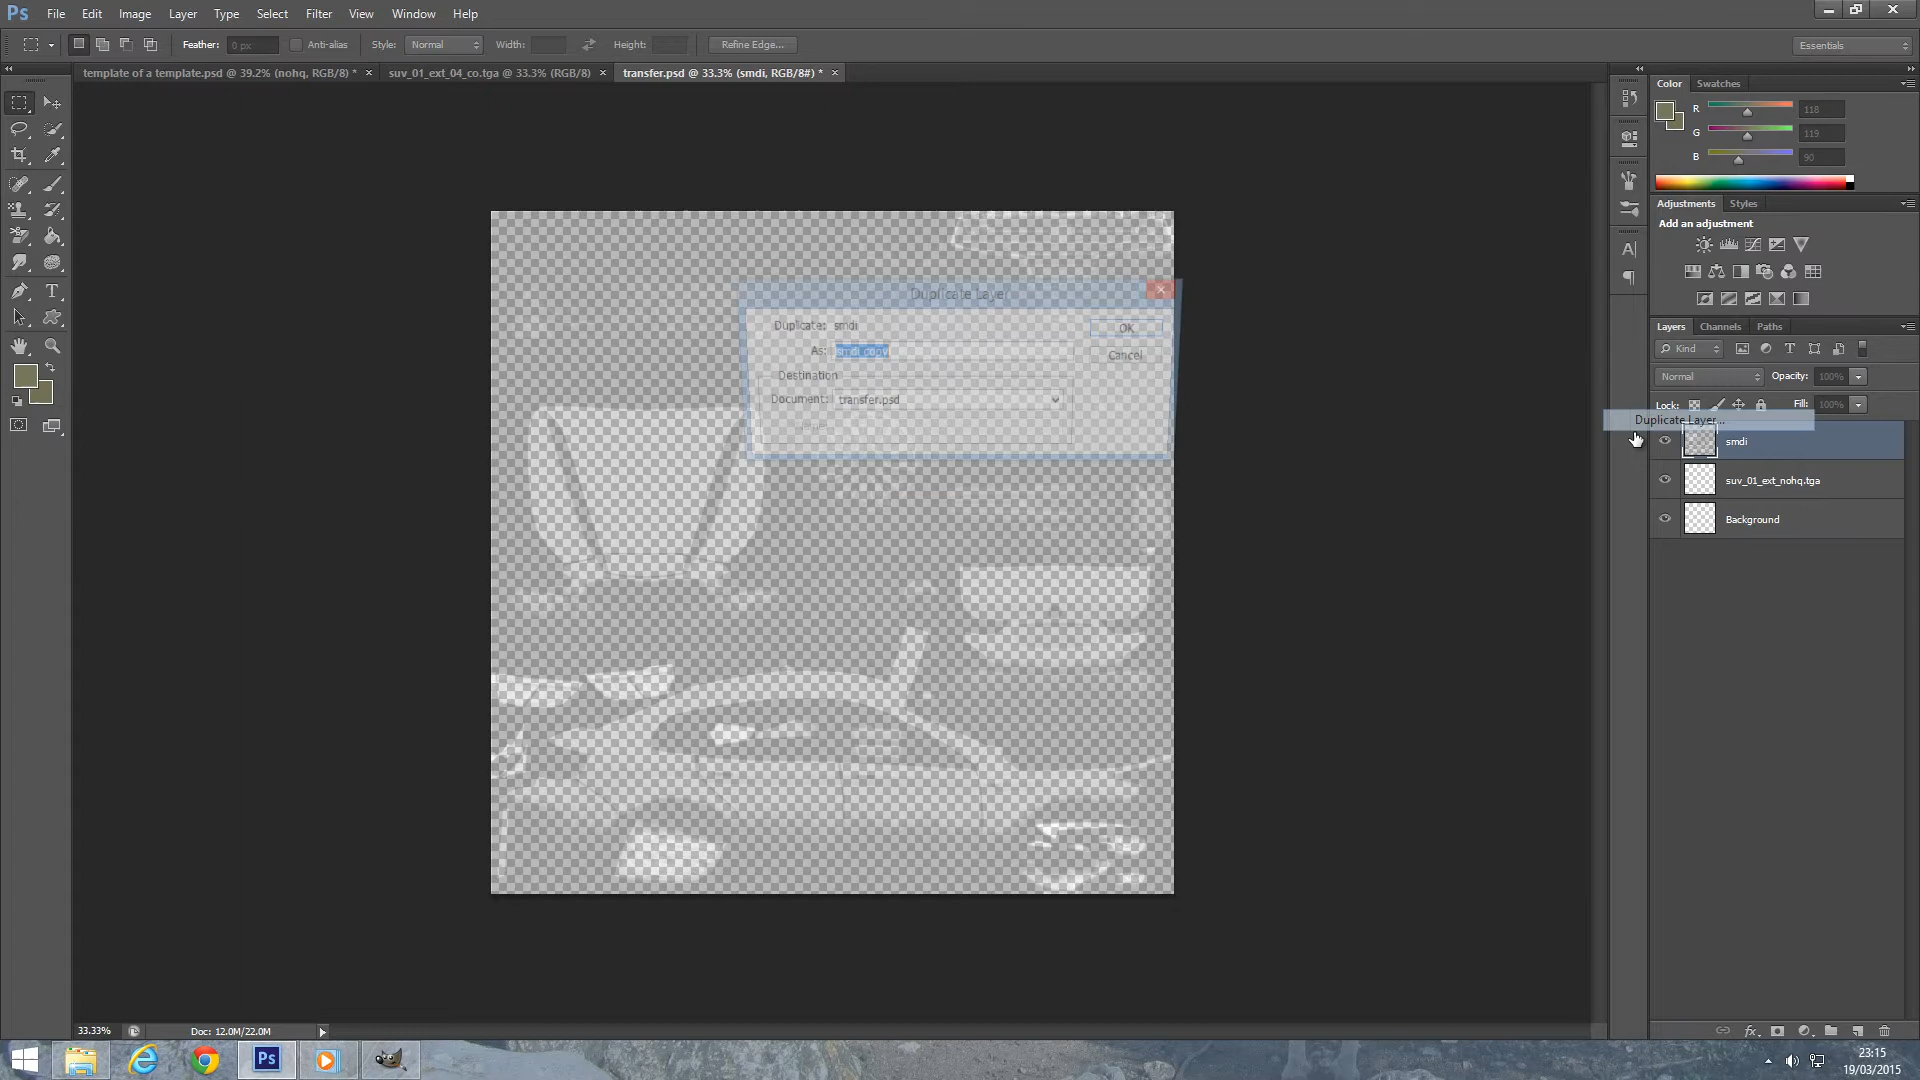 Ps File Edit Image Layer Type Select Filter View Window Help
Feather: 0 px Anti-alias Style: Normal Width: Height: Refine Edge... Essentials
template of a template.psd @ 39.2% (nohq, RGB/8) * × suv_01_ext_04_co.tga @ 33.3% (RGB/8) × transfer.psd @ 33.3% (smdi, RGB/8#) * ×
Color Swatches
R 118
G 119
B 90
Adjustments Styles
Add an adjustment
Layers Channels Paths
Kind
Normal Opacity: 100%
Lock: Fill: 100%
Duplicate Layer...
smdi
suv_01_ext_nohq.tga
Background
Duplicate Layer
Duplicate: smdi OK
As: smdi copy Cancel
Destination
Document: transfer.psd
33.33% Doc: 12.0M/22.0M
Ps
23:15
19/03/2015